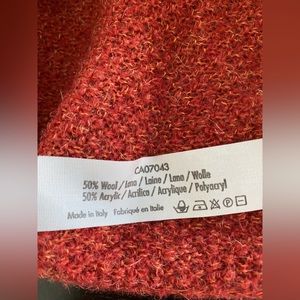 CA07043
50% Wool / Lana / Laine / Lana / Wolle
50% Acrylic / Acrilico / Acrylique / Polyacryl
Made in Italy Fabriqué en Italie